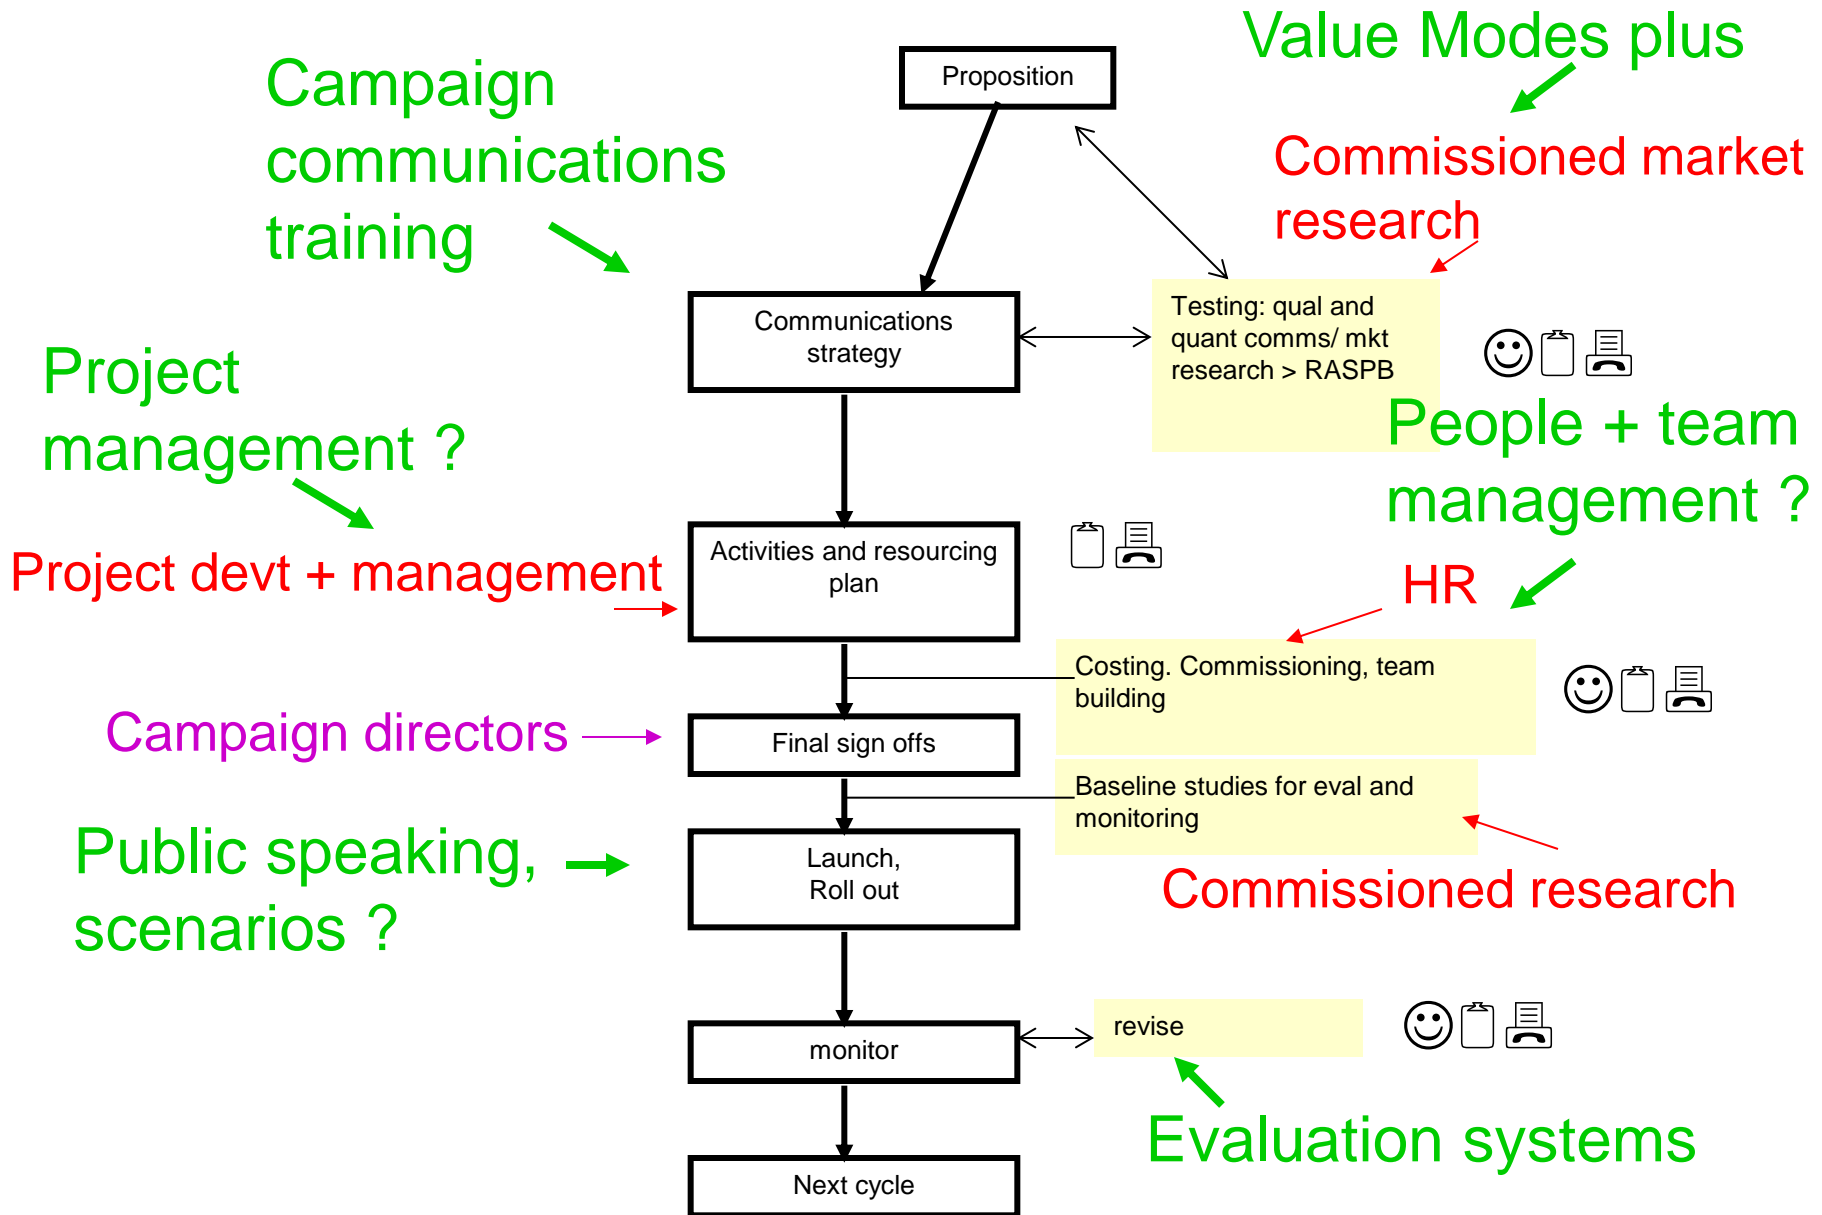 Value Modes plus
Proposition
Campaign
communications
training
Commissioned market
research
Communications
strategy
Testing: qual and
quant comms/ mkt
research > RASPB
Project
management ?
People + team
management ?
Activities and resourcing
plan
Project devt + management
HR
Costing. Commissioning, team
building
Campaign directors
Final sign offs
Baseline studies for eval and
monitoring
Public speaking,
scenarios ?
Launch,
Roll out
Commissioned research
revise
monitor
Evaluation systems
Next cycle